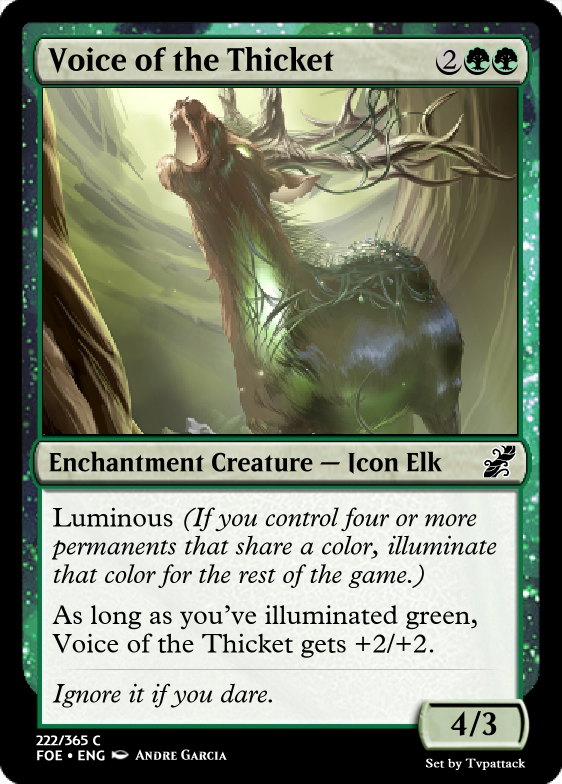 Voice of the Thicket 2
Enchantment Creature — Icon Elk
Luminous (If you control four or more
permanents that share a color, illuminate
that color for the rest of the game.)
As long as you've illuminated green,
Voice of the Thicket gets +2/+2.
Ignore it if you dare.
4/3
222/365 C
FOE • ENG Andre Garcia
Set by Tvpattack